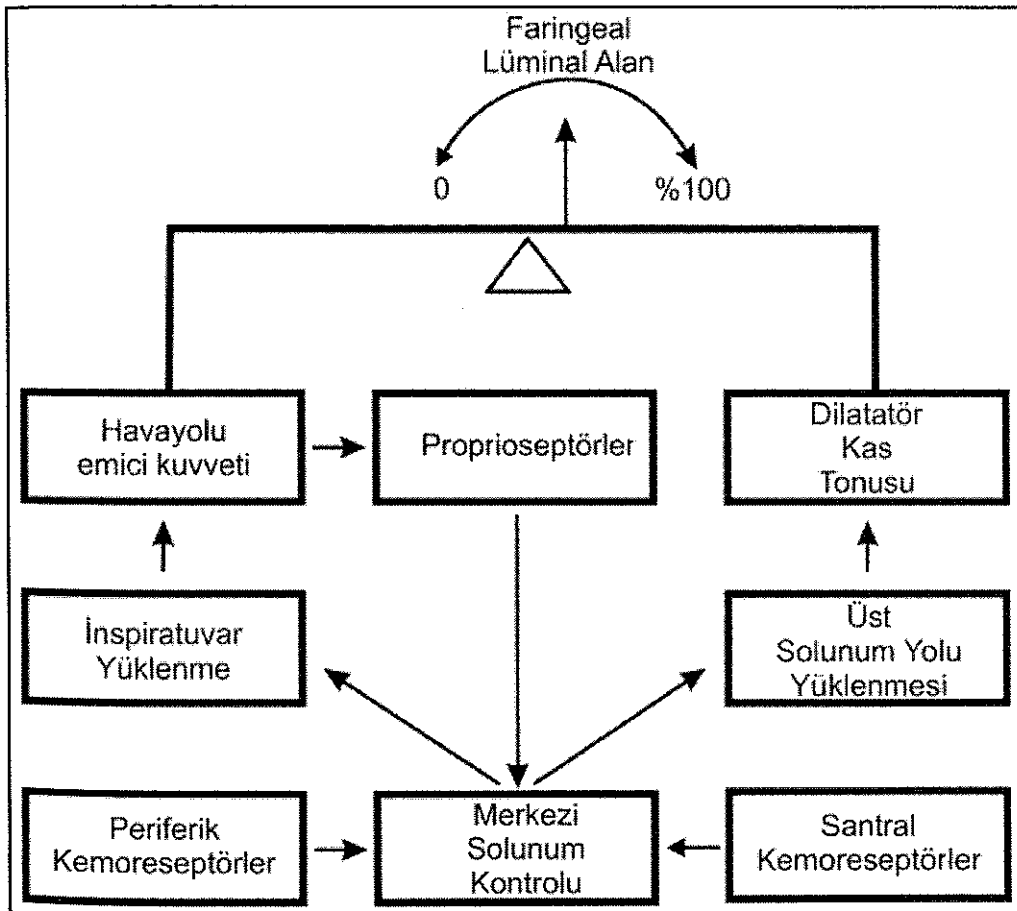 Faringeal
Lüminal Alan
0
%100
Havayolu
emici kuvveti
Proprioseptörler
Dilatatör
Kas
Tonusu
İnspiratuvar
Yüklenme
Üst
Solunum Yolu
Yüklenmesi
Periferik
Kemoreseptörler
Merkezi
Solunum
Kontrolu
Santral
Kemoreseptörler